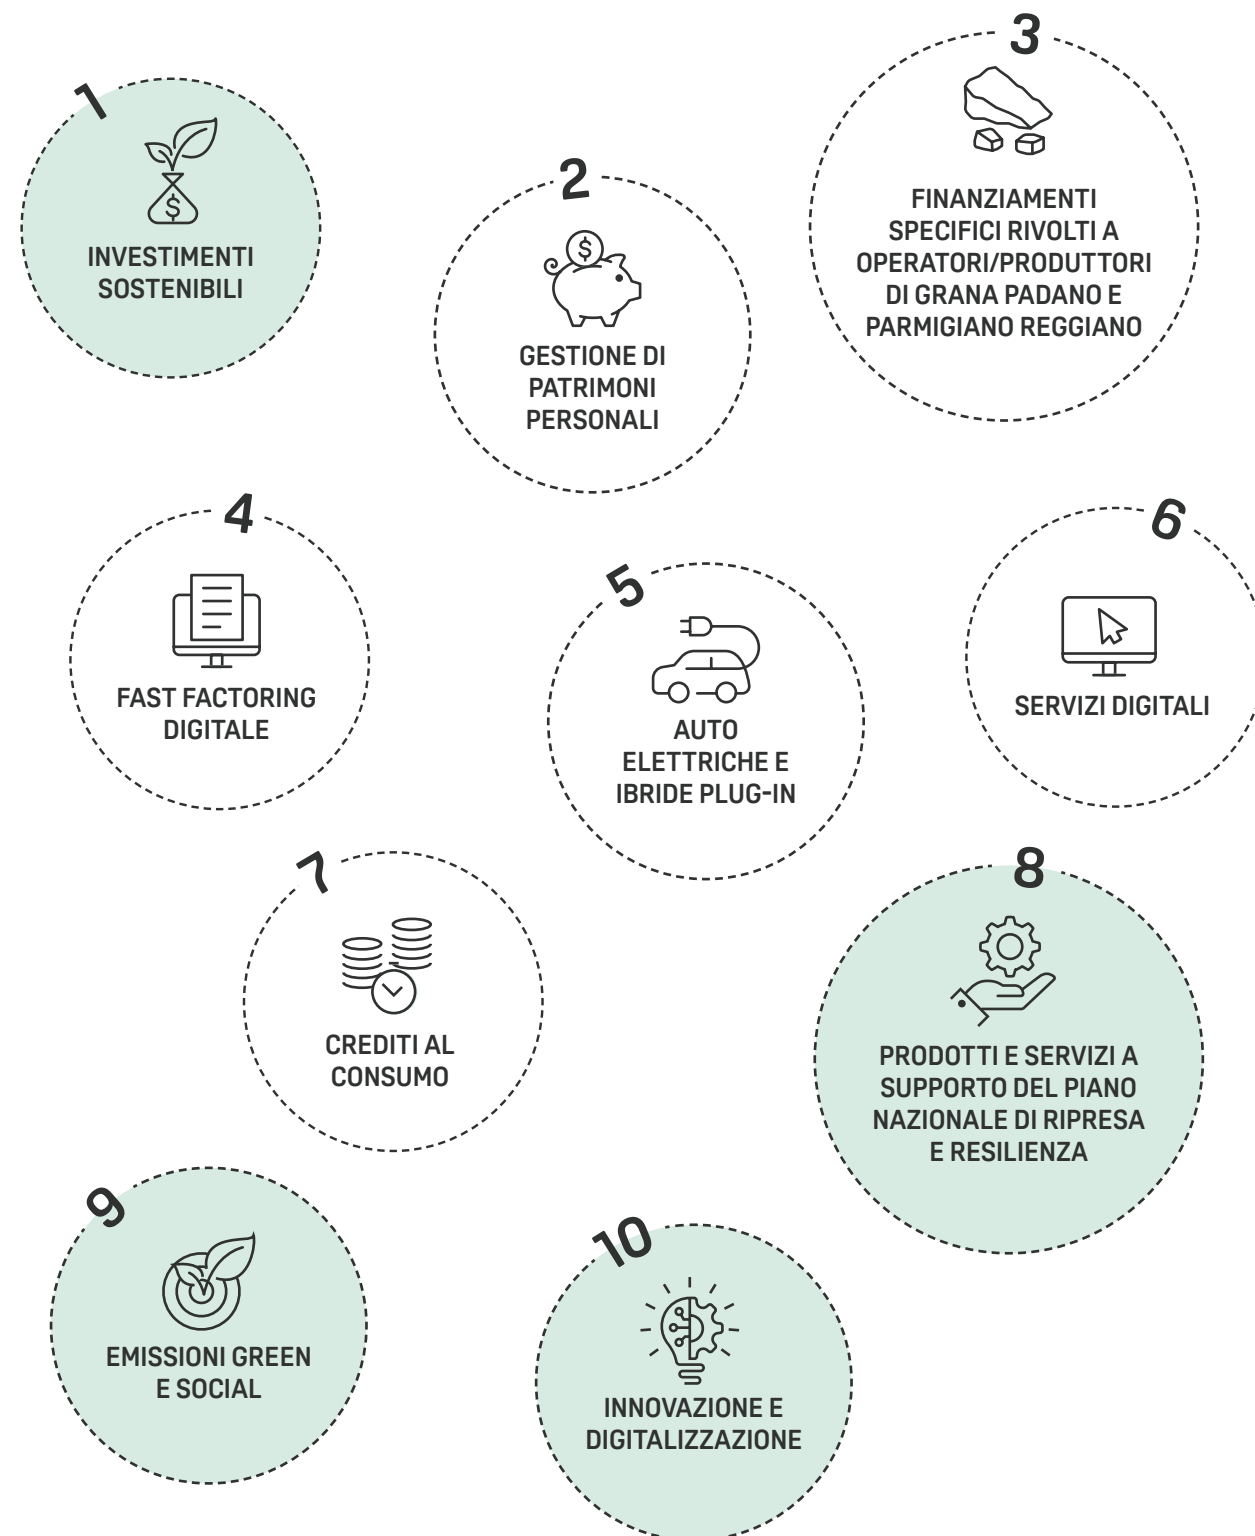 1
$
INVESTIMENTI
SOSTENIBILI
2
$
GESTIONE DI
PATRIMONI
PERSONALI
3
FINANZIAMENTI
SPECIFICI RIVOLTI A
OPERATORI/PRODUTTORI
DI GRANA PADANO E
PARMIGIANO REGGIANO
4
FAST FACTORING
DIGITALE
5
AUTO
ELETTRICHE E
IBRIDE PLUG-IN
6
SERVIZI DIGITALI
7
CREDITI AL
CONSUMO
8
PRODOTTI E SERVIZI A
SUPPORTO DEL PIANO
NAZIONALE DI RIPRESA
E RESILIENZA
9
EMISSIONI GREEN
E SOCIAL
10
INNOVAZIONE E
DIGITALIZZAZIONE